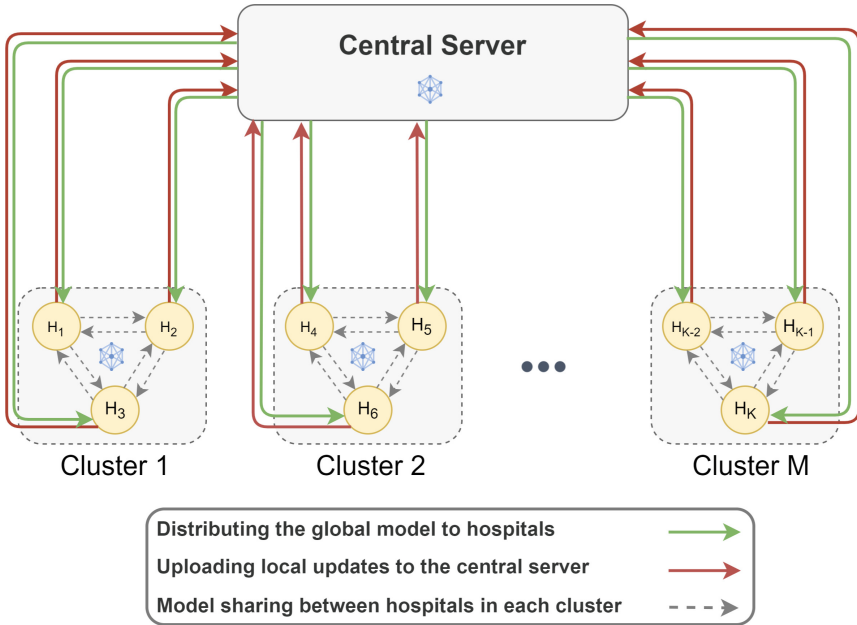 Central Server
H1 H2
H3
Cluster 1
H4 H5
H6
Cluster 2
HK-2 HK-1
HK
Cluster M
Distributing the global model to hospitals
Uploading local updates to the central server
Model sharing between hospitals in each cluster